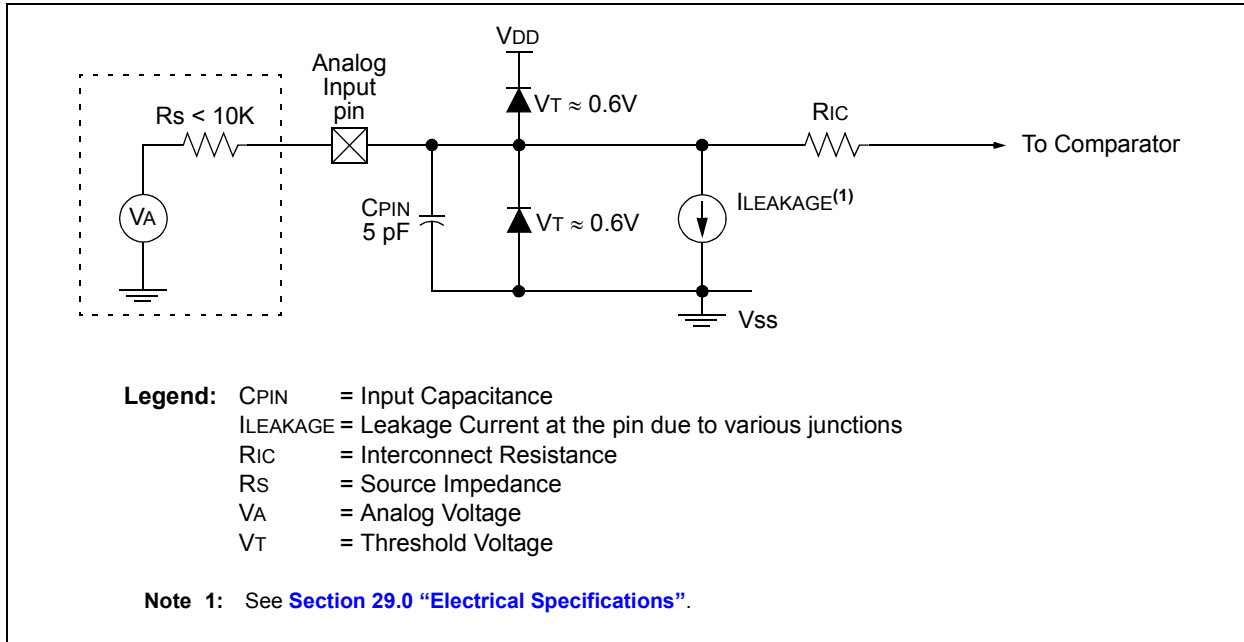 VDD
Analog
Input
pin
Rs < 10K
VT ≈ 0.6V
RIC
To Comparator
VA
CPIN
5 pF
VT ≈ 0.6V
ILEAKAGE(1)
Vss
Legend: CPIN = Input Capacitance
ILEAKAGE = Leakage Current at the pin due to various junctions
RIC = Interconnect Resistance
RS = Source Impedance
VA = Analog Voltage
VT = Threshold Voltage
Note 1: See Section 29.0 “Electrical Specifications”.